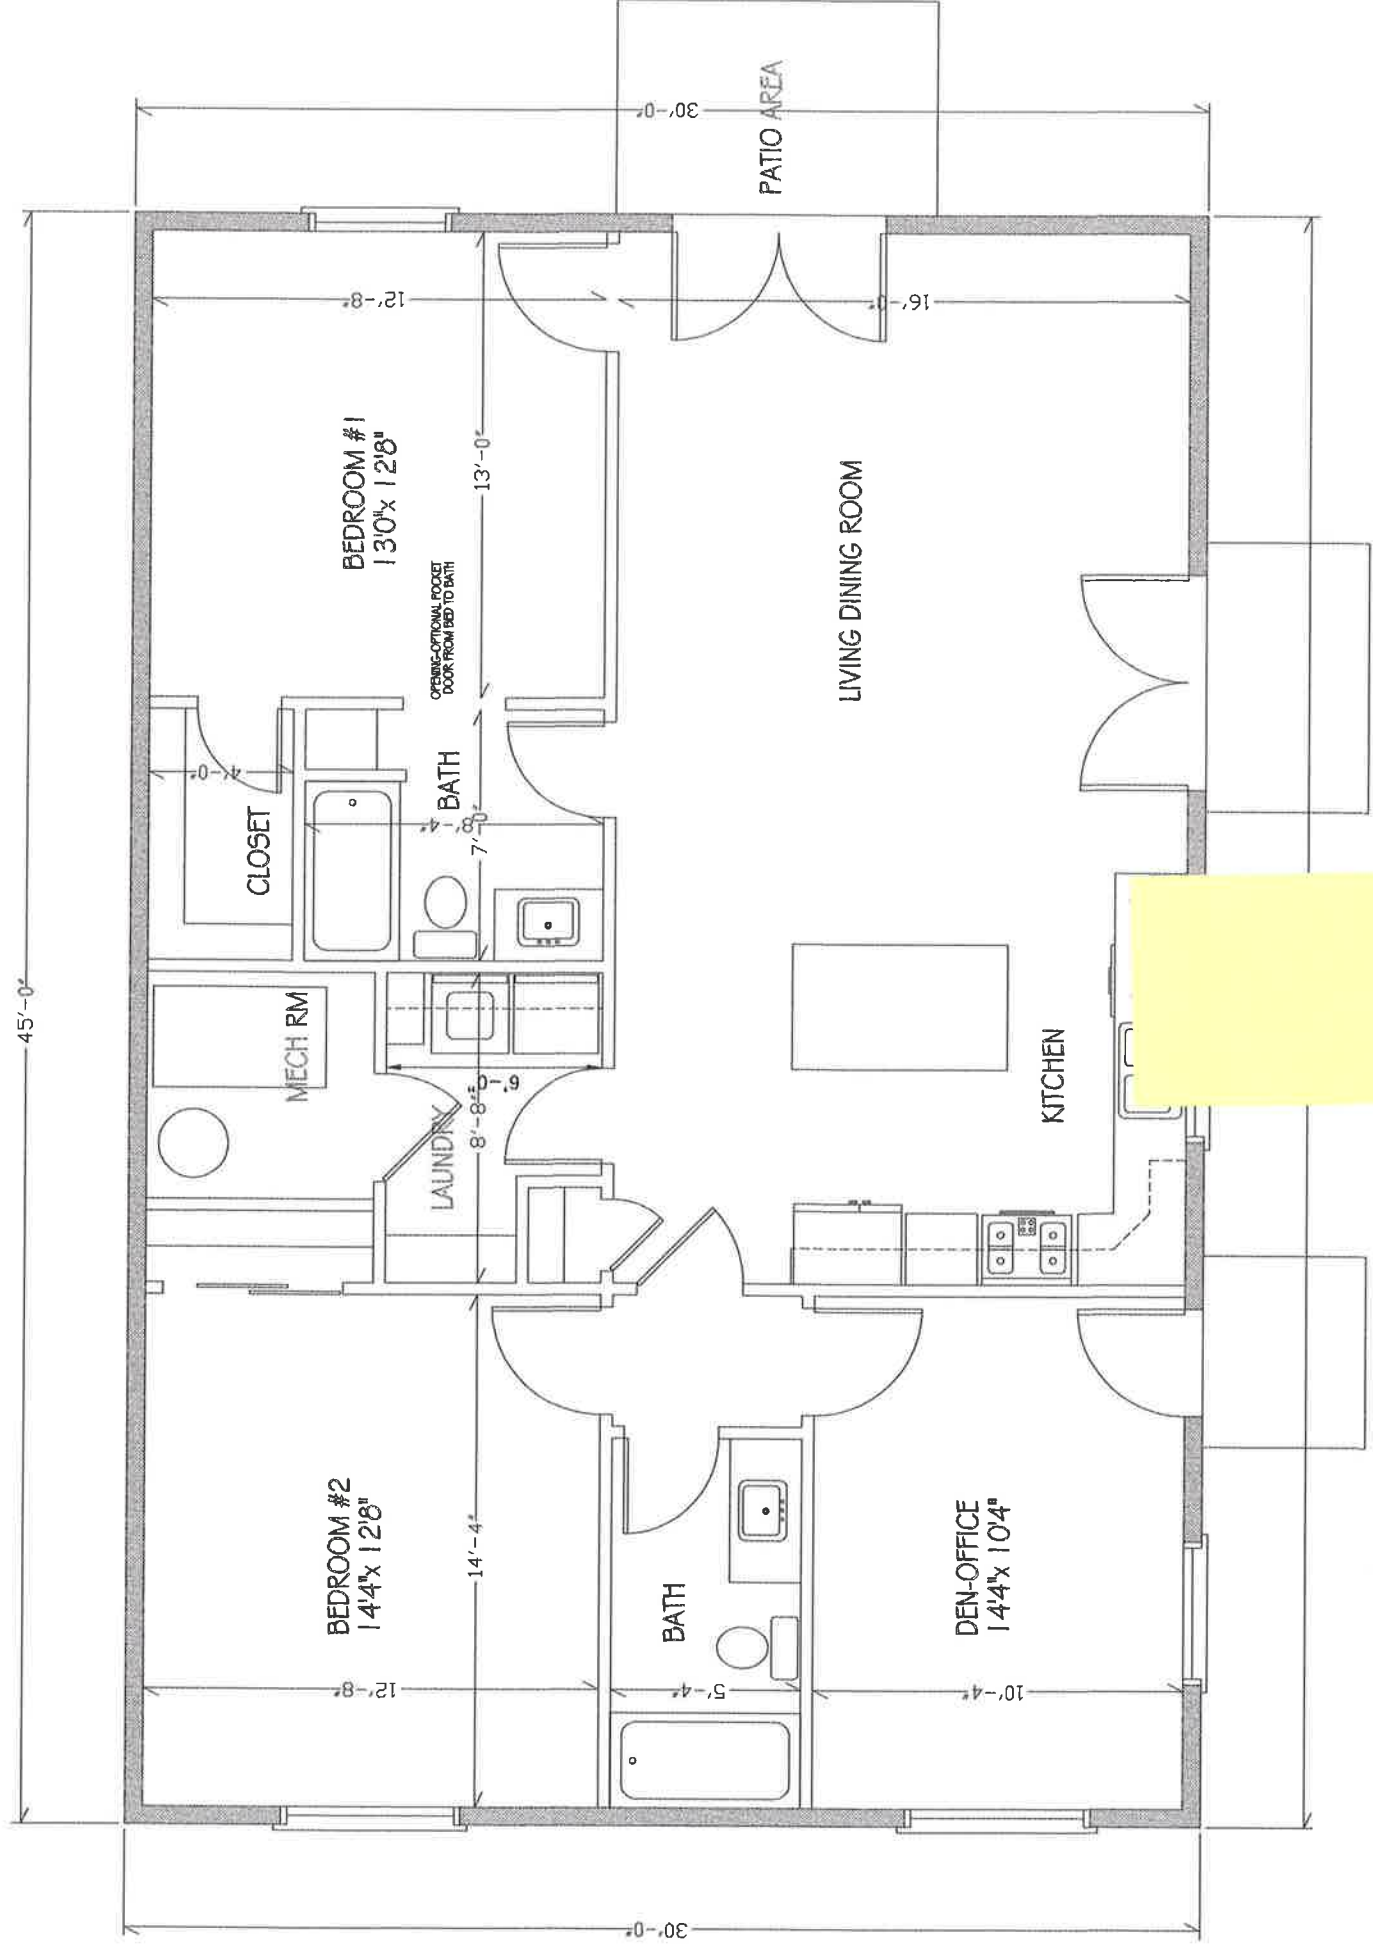 45'-0"
30'-0"
PATIO AREA
12'-8"
16'-0"
BEDROOM #1
13'0"x 12'8"
13'-0"
OPENING-OPTIONAL POCKET
DOOR FROM BED TO BATH
LIVING DINING ROOM
4'-0"
CLOSET
BATH
8'-4"
7'-0"
MECH RM
LAUNDRY
6'-0"
8'-8"
KITCHEN
BEDROOM #2
14'4"x 12'8"
14'-4"
12'-8"
BATH
5'-4"
DEN-OFFICE
14'4"x 10'4"
10'-4"
30'-0"